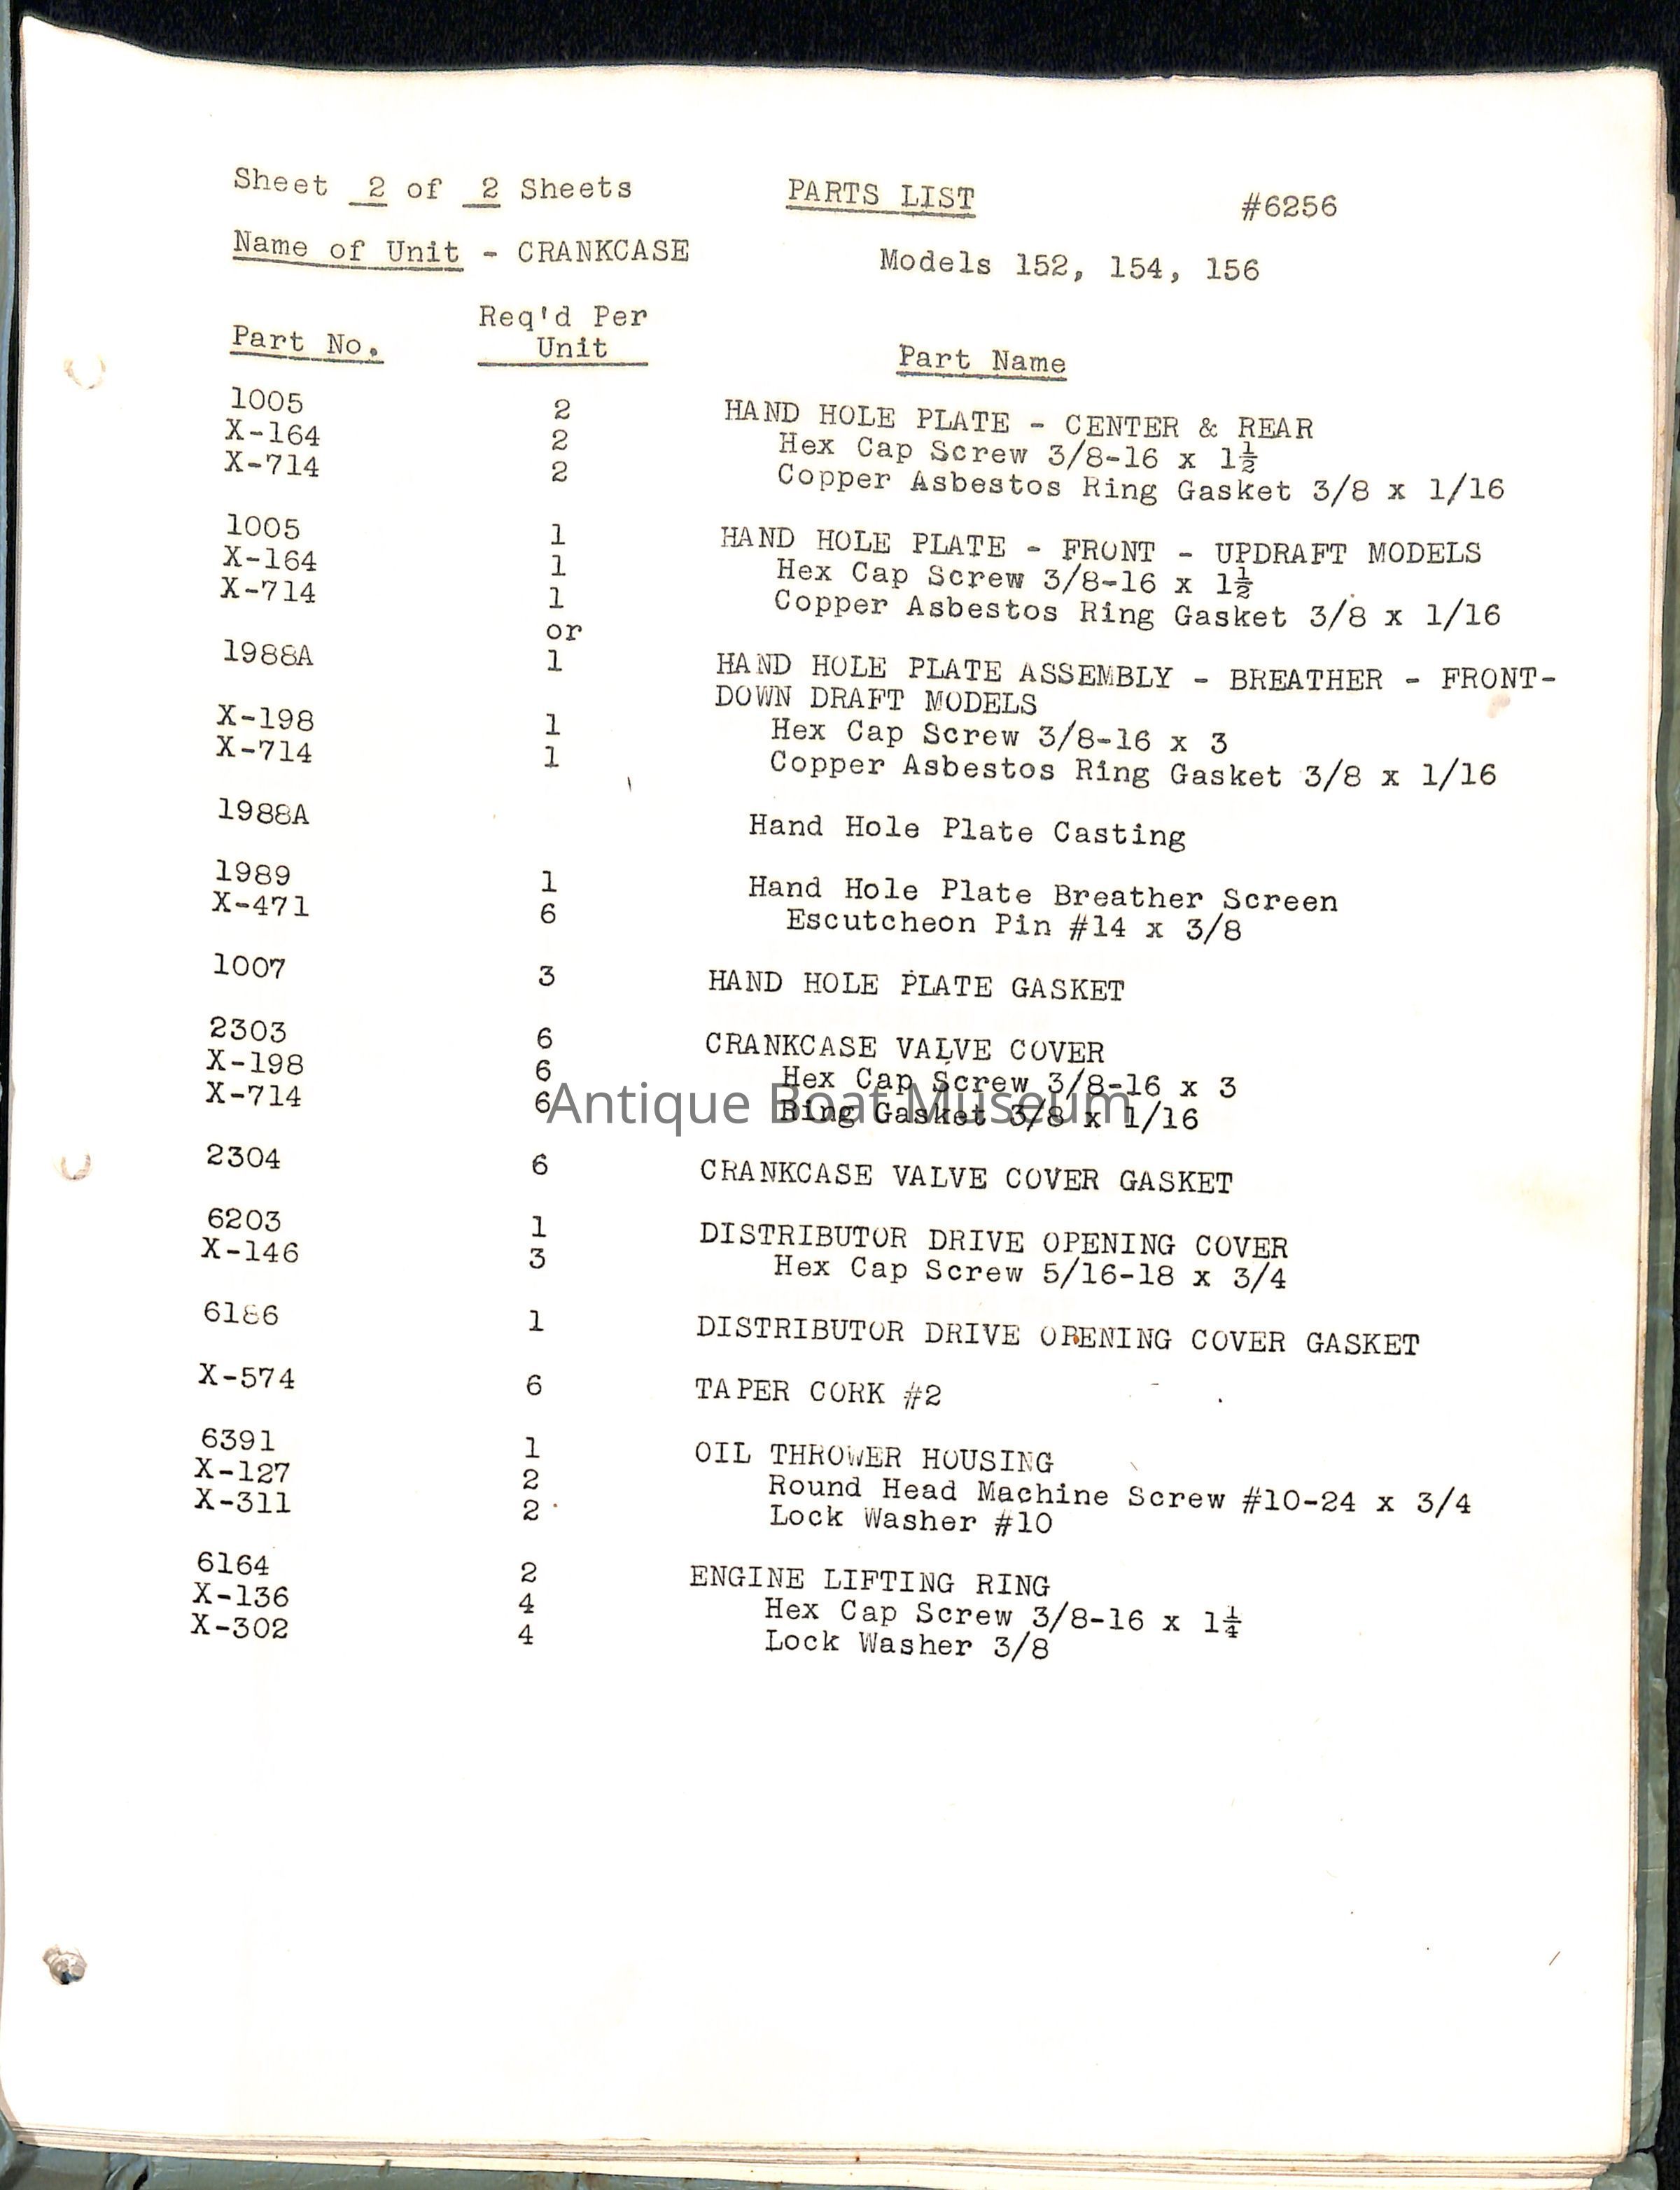 Sheet 2 of 2 Sheets PARTS LIST #6256
Name of Unit - CRANKCASE Models 152, 154, 156
Req'd Per
Part No. Unit Part Name
1005 2 HAND HOLE PLATE - CENTER & REAR
X-164 2 Hex Cap Screw 3/8-16 x 1½
X-714 2 Copper Asbestos Ring Gasket 3/8 x 1/16
1005 1 HAND HOLE PLATE - FRONT - UPDRAFT MODELS
X-164 1 Hex Cap Screw 3/8-16 x 1½
X-714 1 Copper Asbestos Ring Gasket 3/8 x 1/16
or
1988A 1 HAND HOLE PLATE ASSEMBLY - BREATHER - FRONT-
DOWN DRAFT MODELS
X-198 1 Hex Cap Screw 3/8-16 x 3
X-714 1 Copper Asbestos Ring Gasket 3/8 x 1/16
1988A Hand Hole Plate Casting
1989 1 Hand Hole Plate Breather Screen
X-471 6 Escutcheon Pin #14 x 3/8
1007 3 HAND HOLE PLATE GASKET
2303 6 CRANKCASE VALVE COVER
X-198 6 Hex Cap Screw 3/8-16 x 3
X-714 6 Ring Gasket 3/8 x 1/16
Antique Boat Museum
2304 6 CRANKCASE VALVE COVER GASKET
6203 1 DISTRIBUTOR DRIVE OPENING COVER
X-146 3 Hex Cap Screw 5/16-18 x 3/4
6186 1 DISTRIBUTOR DRIVE OPENING COVER GASKET
X-574 6 TAPER CORK #2
6391 1 OIL THROWER HOUSING
X-127 2 Round Head Machine Screw #10-24 x 3/4
X-311 2 Lock Washer #10
6164 2 ENGINE LIFTING RING
X-136 4 Hex Cap Screw 3/8-16 x 1¼
X-302 4 Lock Washer 3/8